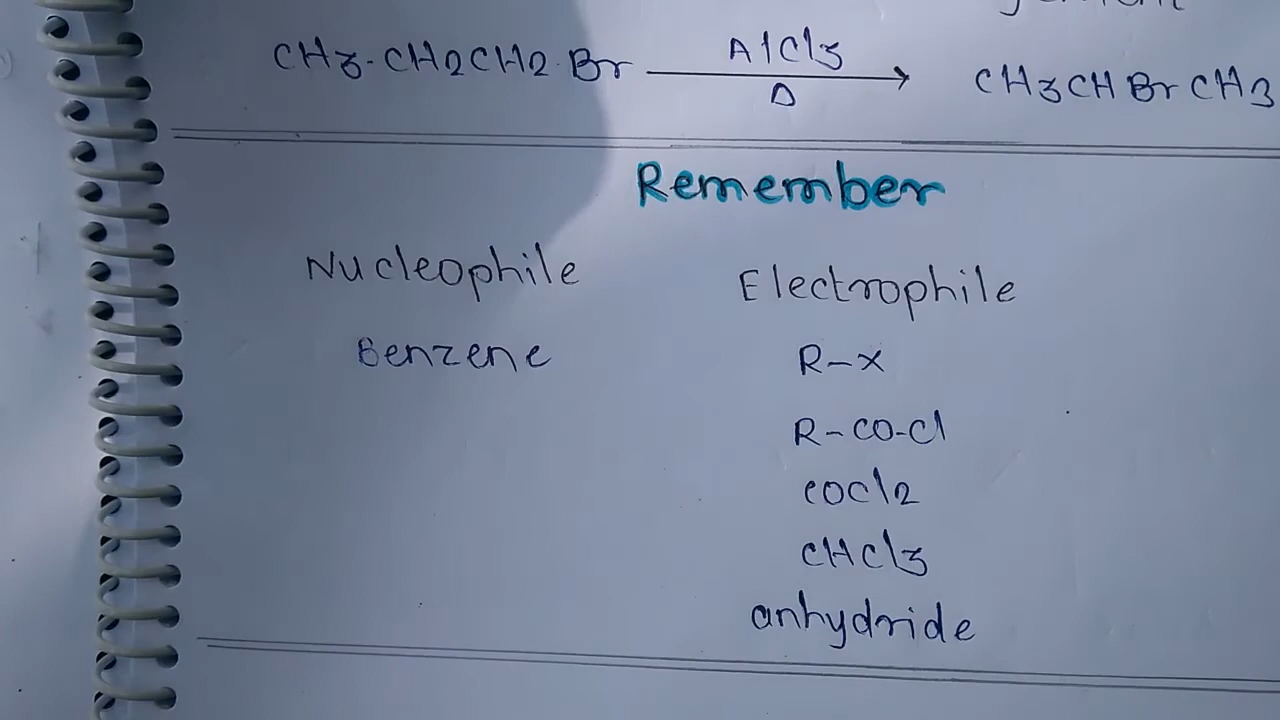 CH3-CH2CH2-Br AlCl3 Δ → CH3CHBrCH3
Remember
Nucleophile Electrophile
Benzene R-X
R-CO-Cl
COCl2
CHCl3
anhydride